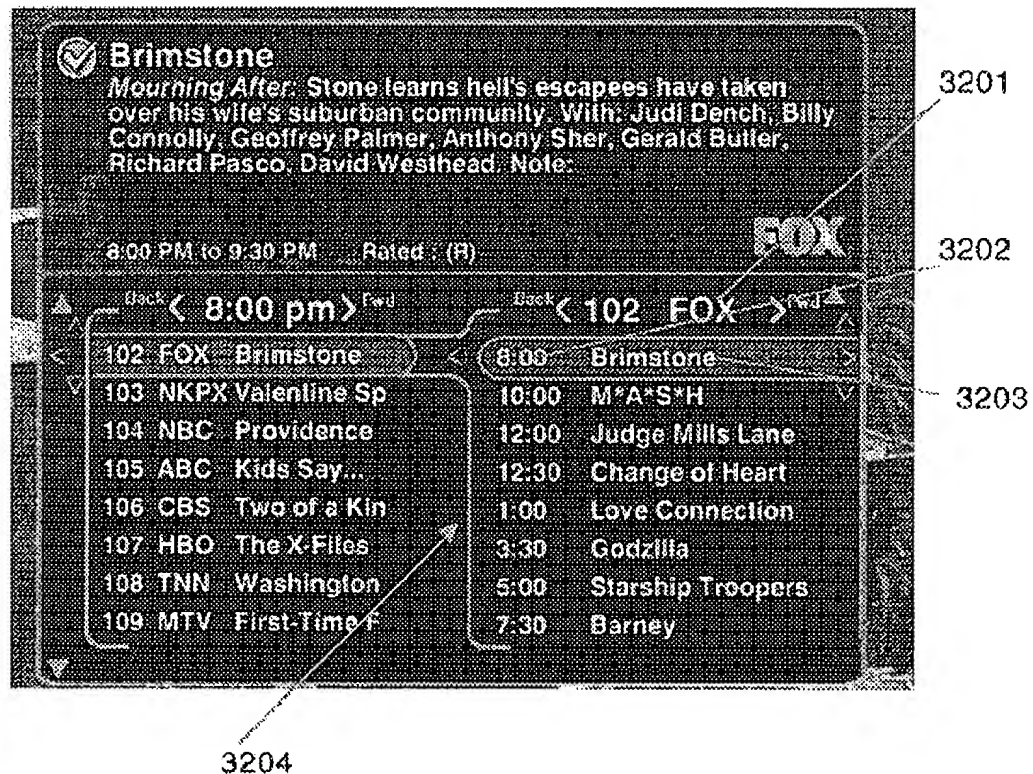 Brimstone
Mourning After: Stone learns hell's escapees have taken
over his wife's suburban community. With: Judi Dench, Billy
Connolly, Geoffrey Palmer, Anthony Sher, Gerald Butler,
Richard Pasco, David Westhead. Note:
FOX
8:00 PM to 9:30 PM Rated : (R)
Back < 8:00 pm > Fwd
102 FOX Brimstone
103 NKPX Valentine Sp
104 NBC Providence
105 ABC Kids Say...
106 CBS Two of a Kin
107 HBO The X-Files
108 TNN Washington
109 MTV First-Time F
Back < 102 FOX > Fwd
8:00 Brimstone
10:00 M*A*S*H
12:00 Judge Mills Lane
12:30 Change of Heart
1:00 Love Connection
3:30 Godzilla
5:00 Starship Troopers
7:30 Barney
3201
3202
3203
3204